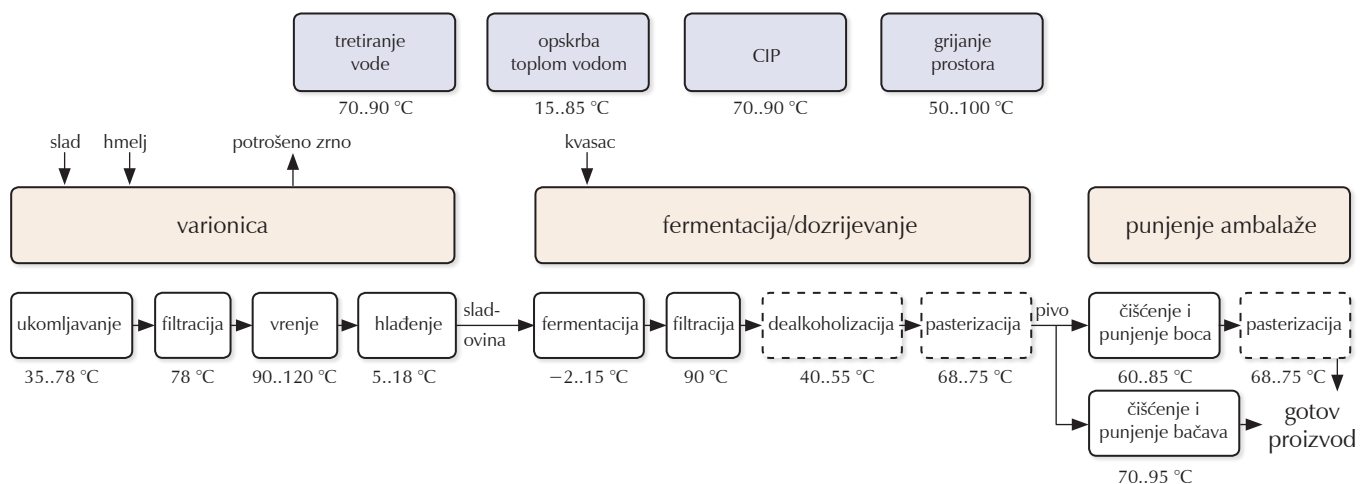 tretiranje
vode
70..90 °C
opskrba
toplom vodom
15..85 °C
CIP
70..90 °C
grijanje
prostora
50..100 °C
slad
hmelj
potrošeno zrno
kvasac
varionica
fermentacija/dozrijevanje
punjenje ambalaže
ukomljavanje
35..78 °C
filtracija
78 °C
vrenje
90..120 °C
hlađenje
5..18 °C
slad-
ovina
fermentacija
−2..15 °C
filtracija
90 °C
dealkoholizacija
40..55 °C
pasterizacija
68..75 °C
pivo
čišćenje i
punjenje boca
60..85 °C
pasterizacija
68..75 °C
čišćenje i
punjenje bačava
70..95 °C
gotov
proizvod